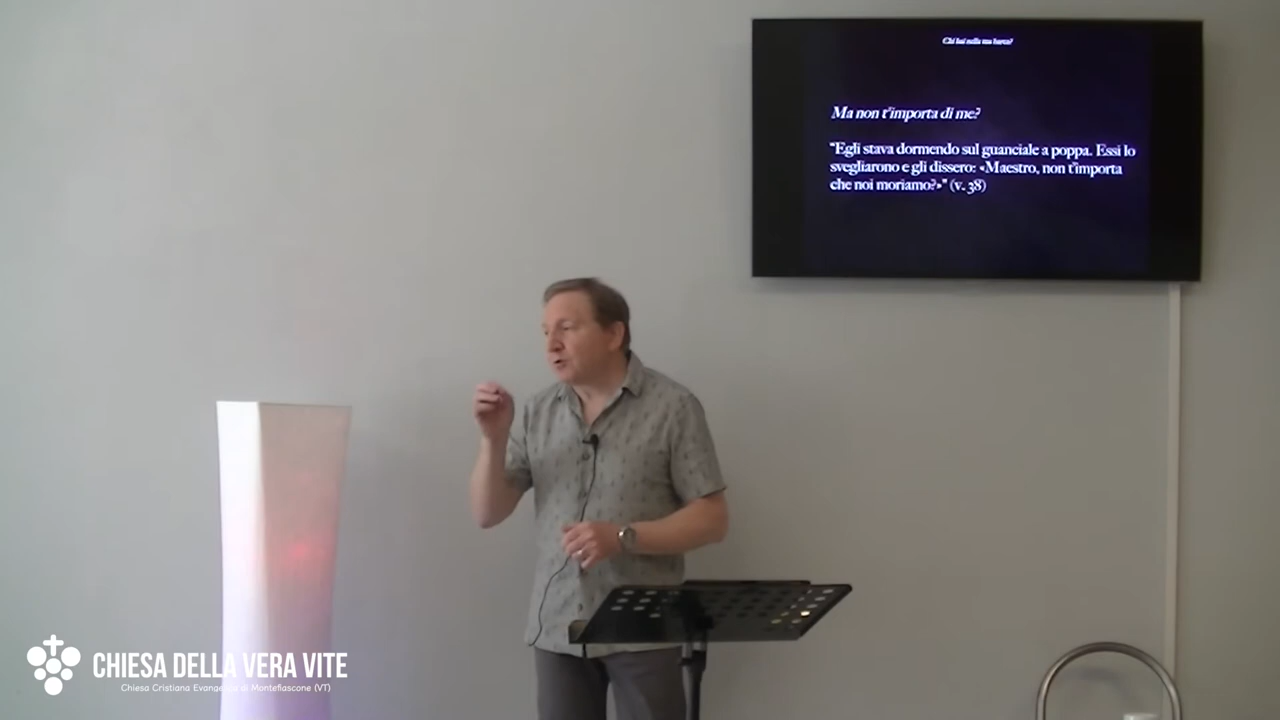 Chi hai nella tua barca?
Ma non t'importa di me?
"Egli stava dormendo sul guanciale a poppa. Essi lo
svegliarono e gli dissero: «Maestro, non t'importa
che noi moriamo?»" (v. 38)
CHIESA DELLA VERA VITE
Chiesa Cristiana Evangelica di Montefiascone (VT)